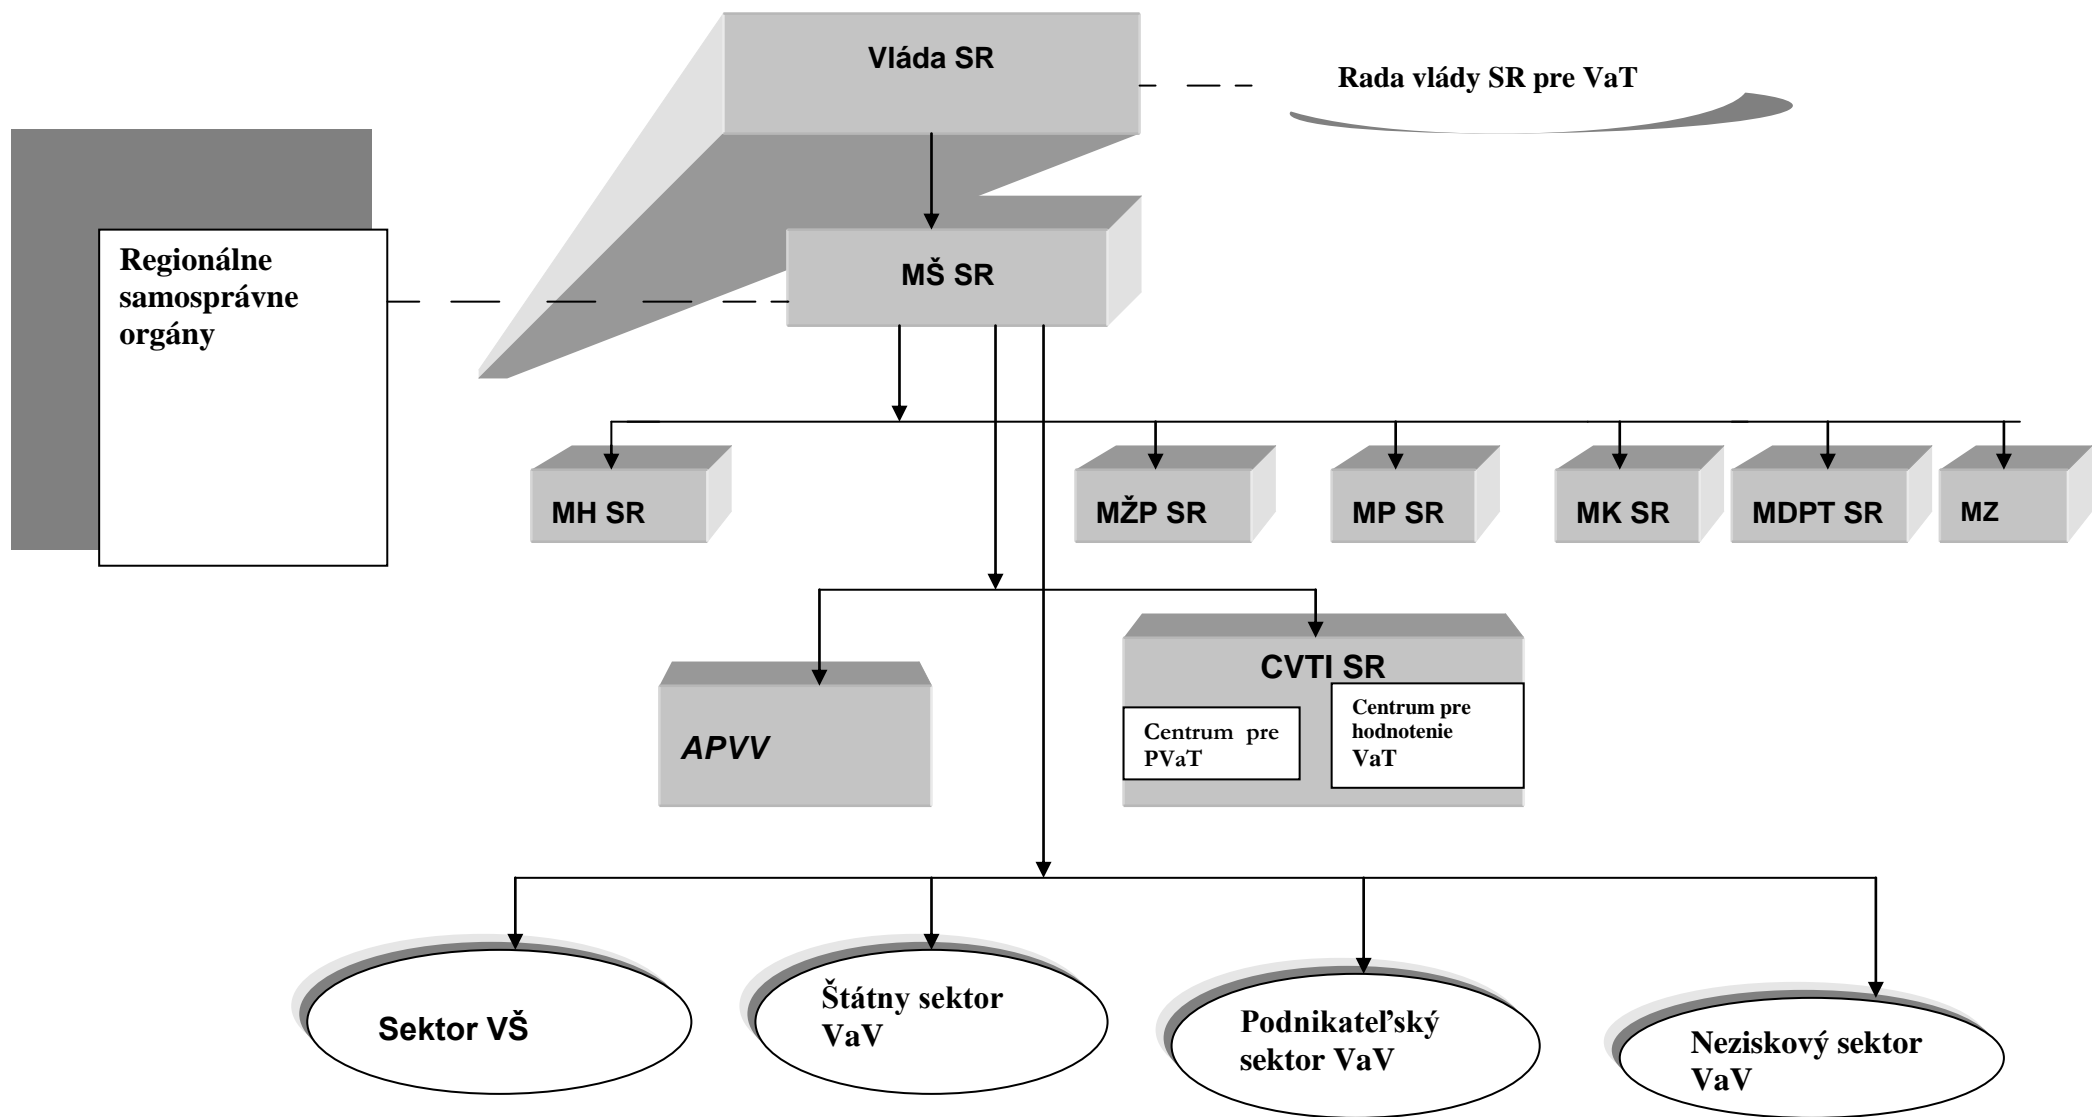 Vláda SR
Rada vlády SR pre VaT
Regionálne
samosprávne
orgány
MŠ SR
MH SR
MŽP SR
MP SR
MK SR
MDPT SR
MZ
APVV
CVTI SR
Centrum pre
PVaT
Centrum pre
hodnotenie
VaT
Sektor VŠ
Štátny sektor
VaV
Podnikateľský
sektor VaV
Neziskový sektor
VaV